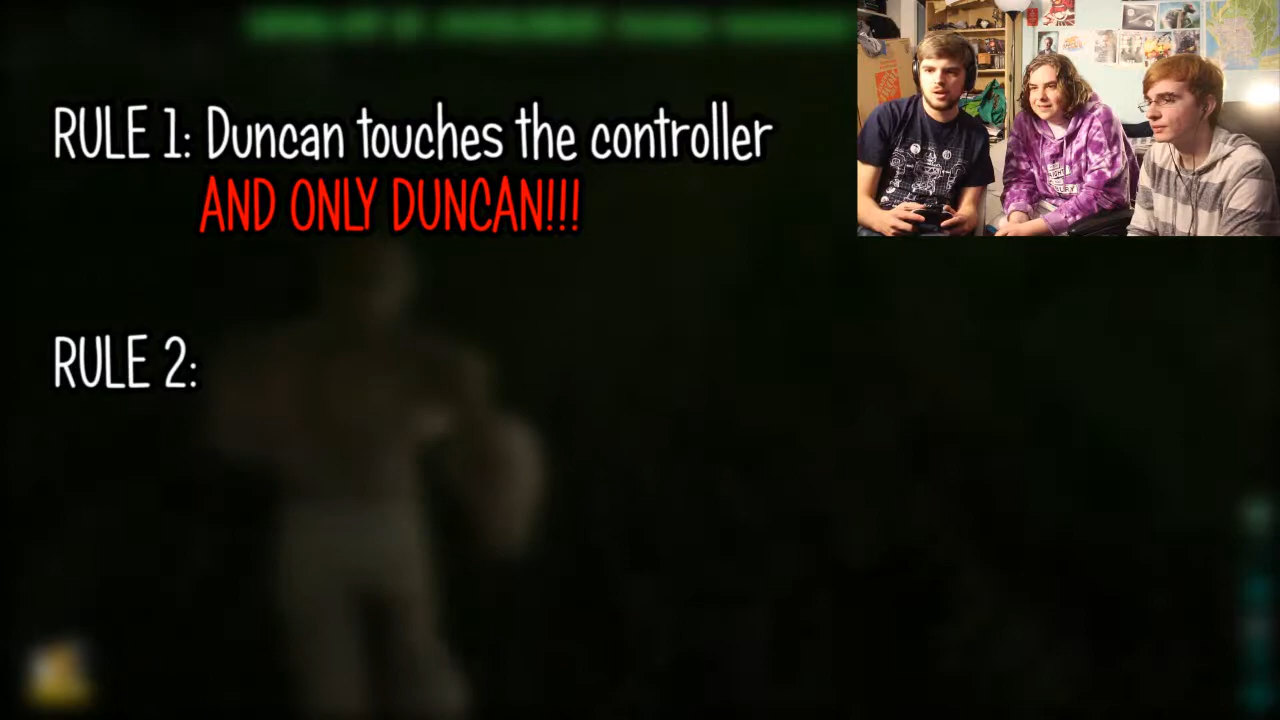 RULE 1: Duncan touches the controller
AND ONLY DUNCAN!!!
RULE 2: